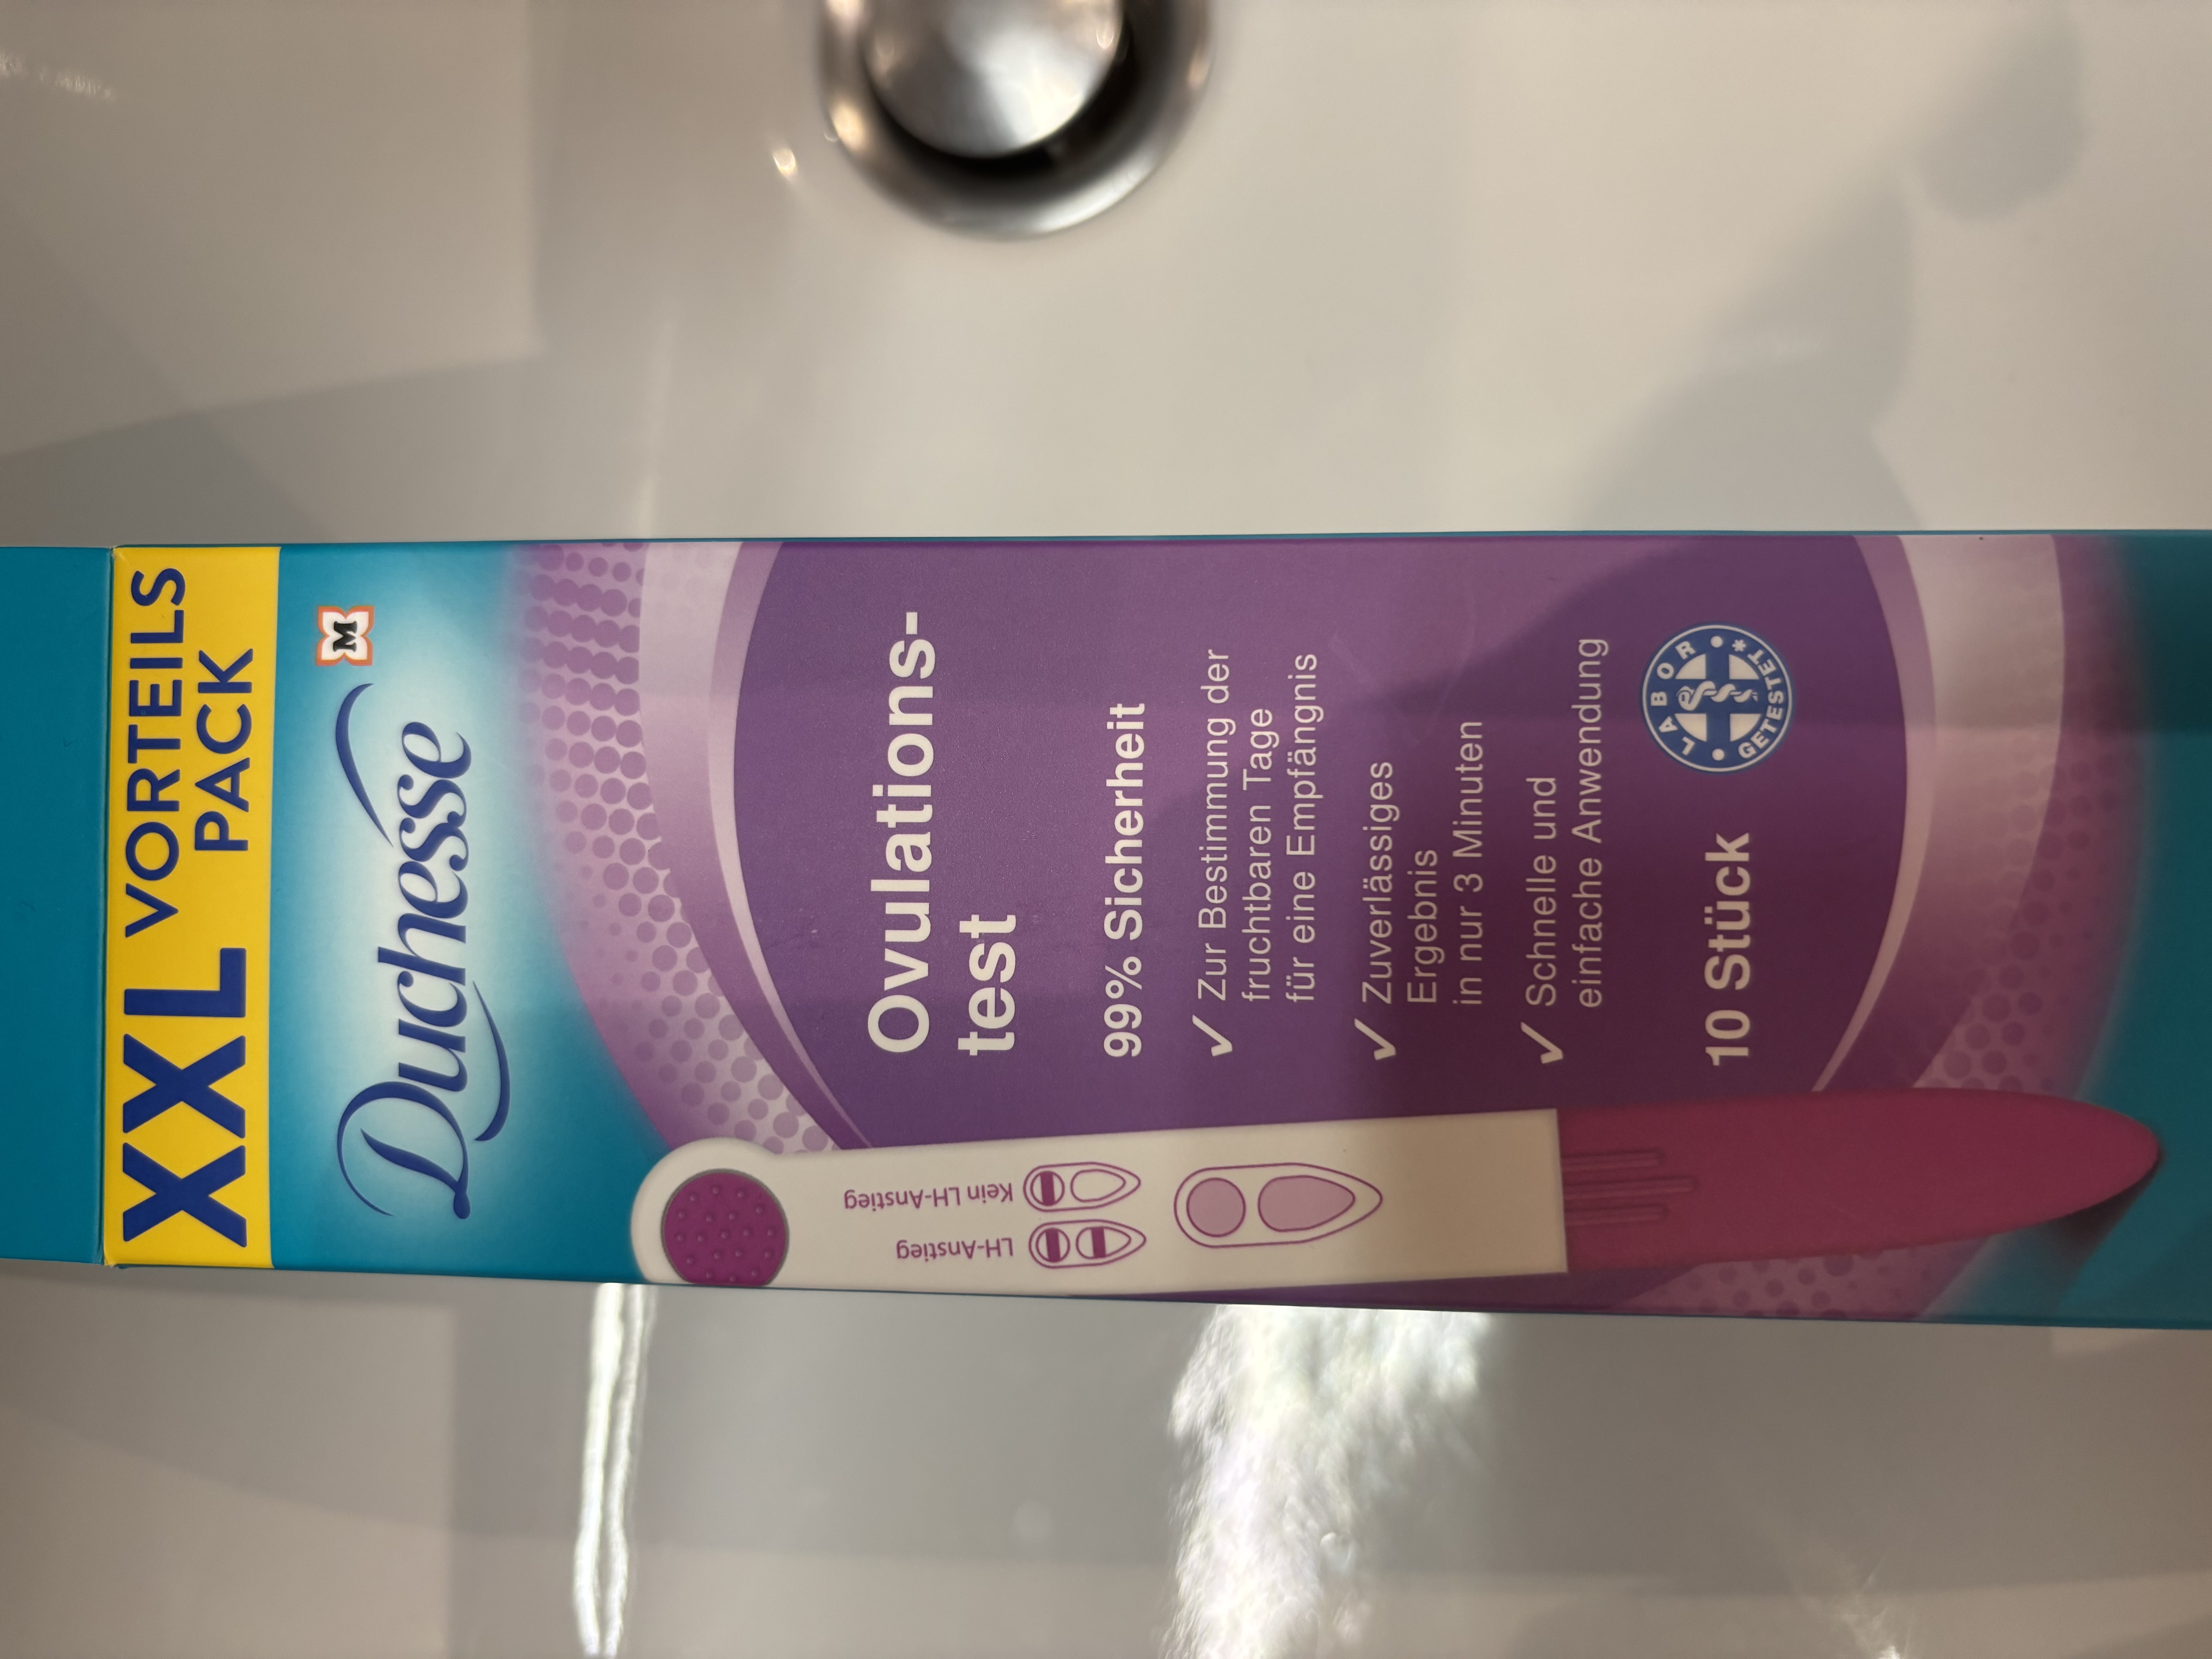 XXL VORTEILS
PACK
M
Duchesse
Ovulations-
test
99% Sicherheit
✓ Zur Bestimmung der
fruchtbaren Tage
für eine Empfängnis
✓ Zuverlässiges
Ergebnis
in nur 3 Minuten
✓ Schnelle und
einfache Anwendung
10 Stück
LABOR
GETESTET*
LH-Anstieg
Kein LH-Anstieg